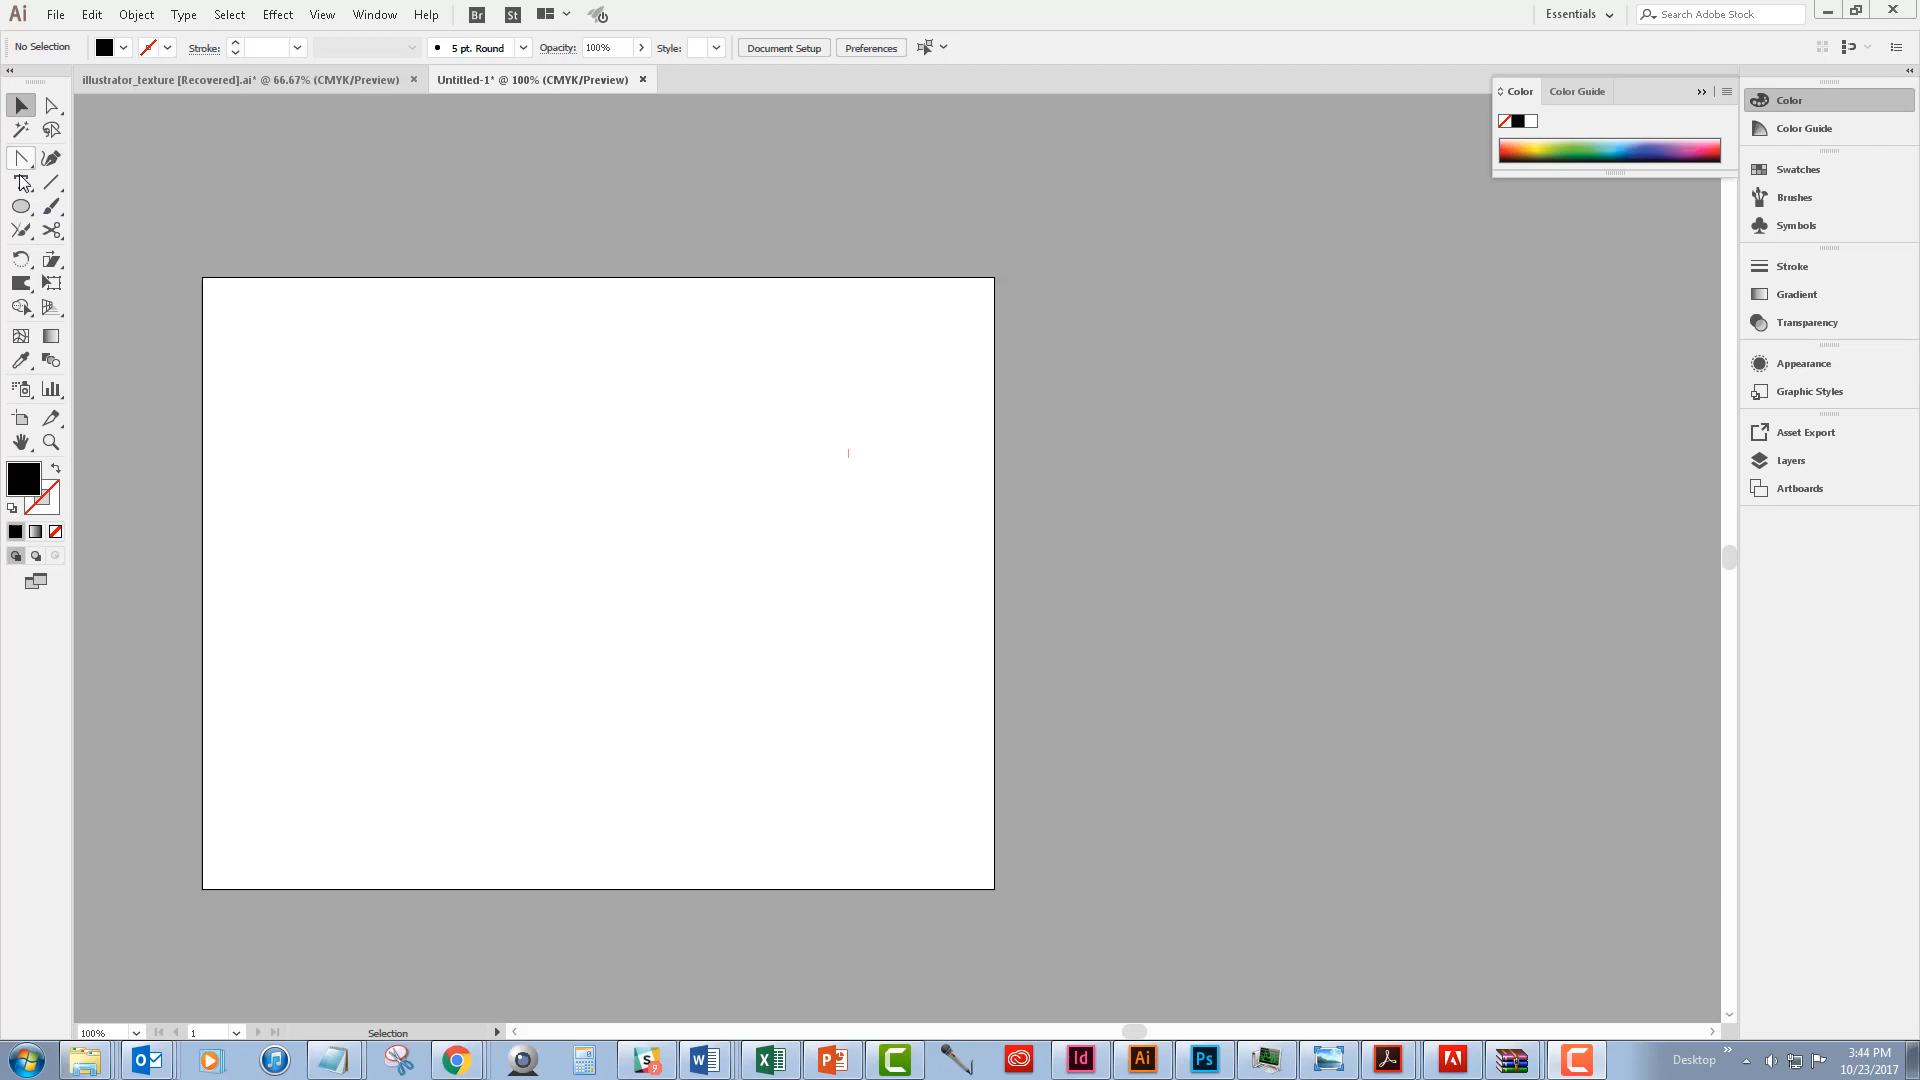 Ai File Edit Object Type Select Effect View Window Help Br St Essentials Search Adobe Stock
No Selection Stroke: 5 pt. Round Opacity: 100% Style: Document Setup Preferences
illustrator_texture [Recovered].ai* @ 66.67% (CMYK/Preview) Untitled-1* @ 100% (CMYK/Preview)
Color Color Guide
Color
Color Guide
Swatches
Brushes
Symbols
Stroke
Gradient
Transparency
Appearance
Graphic Styles
Asset Export
Layers
Artboards
100% 1 Selection
Desktop
3:44 PM
10/23/2017